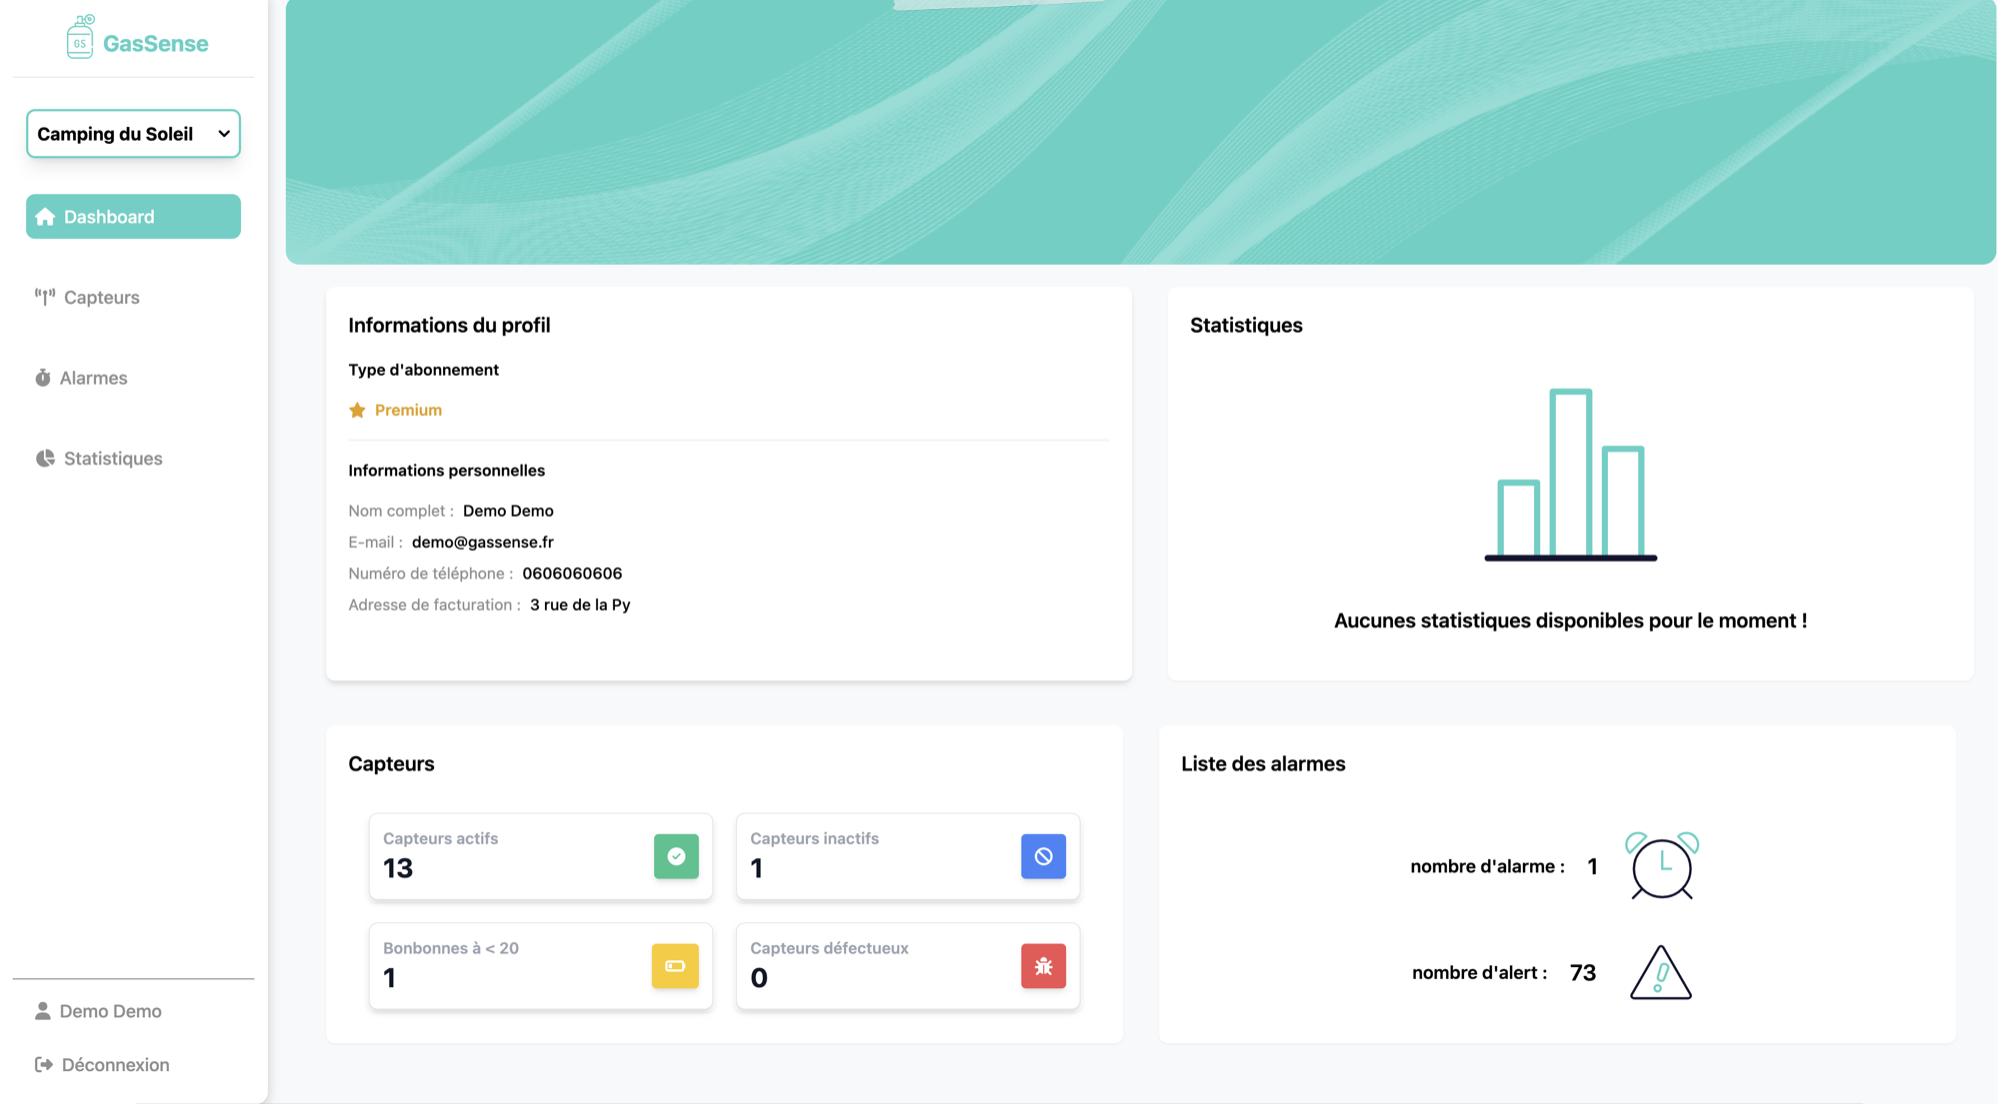 GS
GasSense
Camping du Soleil
Dashboard
Capteurs
Alarmes
Statistiques
Demo Demo
Déconnexion
Informations du profil
Type d'abonnement
Premium
Informations personnelles
Nom complet : Demo Demo
E-mail : demo@gassense.fr
Numéro de téléphone : 0606060606
Adresse de facturation : 3 rue de la Py
Statistiques
Aucunes statistiques disponibles pour le moment !
Capteurs
Capteurs actifs
13
Capteurs inactifs
1
Bonbonnes à < 20
1
Capteurs défectueux
0
Liste des alarmes
nombre d'alarme : 1
nombre d'alert : 73